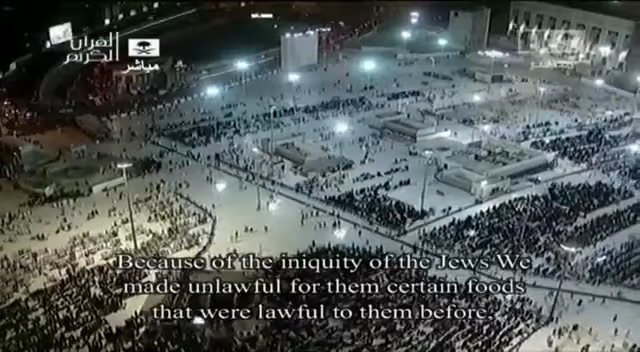 القرآن
الكريم
مباشر
Because of the iniquity of the Jews We
made unlawful for them certain foods
that were lawful to them before.